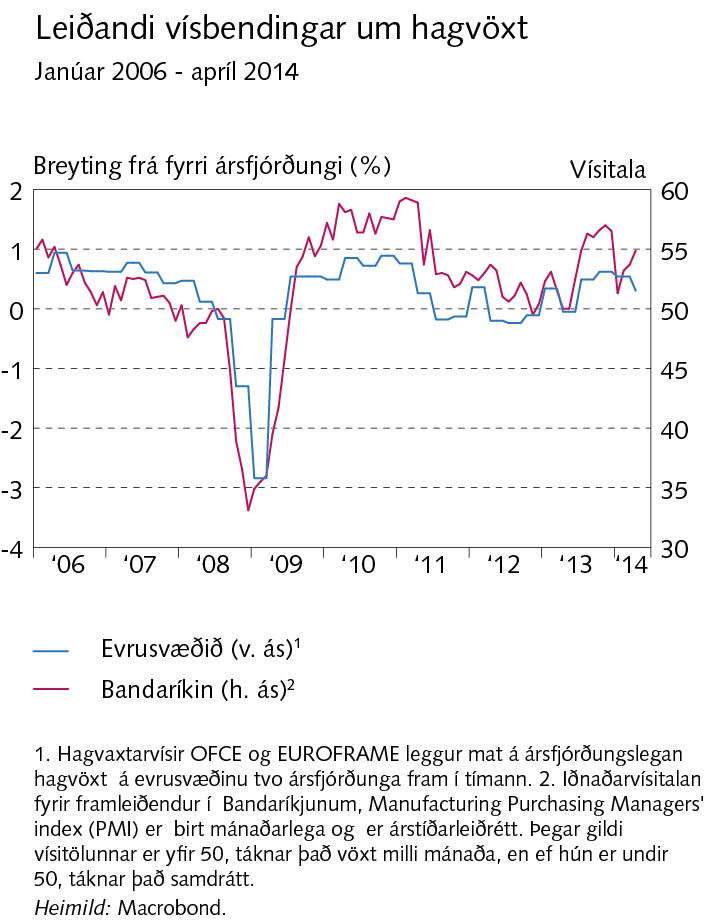 Leiðandi vísbendingar um hagvöxt
Janúar 2006 - apríl 2014
Breyting frá fyrri ársfjórðungi (%)
Vísitala
2 60
1 55
0 50
-1 45
-2 40
-3 35
-4 30
‘06 ‘07 ‘08 ‘09 ‘10 ‘11 ‘12 ‘13 ‘14
Evrusvæðið (v. ás)¹
Bandaríkin (h. ás)²
1. Hagvaxtarvísir OFCE og EUROFRAME leggur mat á ársfjórðungslegan
hagvöxt á evrusvæðinu tvo ársfjórðunga fram í tímann. 2. Iðnaðarvísitalan
fyrir framleiðendur í Bandaríkjunum, Manufacturing Purchasing Managers'
index (PMI) er birt mánaðarlega og er árstíðarleiðrétt. Þegar gildi
vísitölunnar er yfir 50, táknar það vöxt milli mánaða, en ef hún er undir
50, táknar það samdrátt.
Heimild: Macrobond.